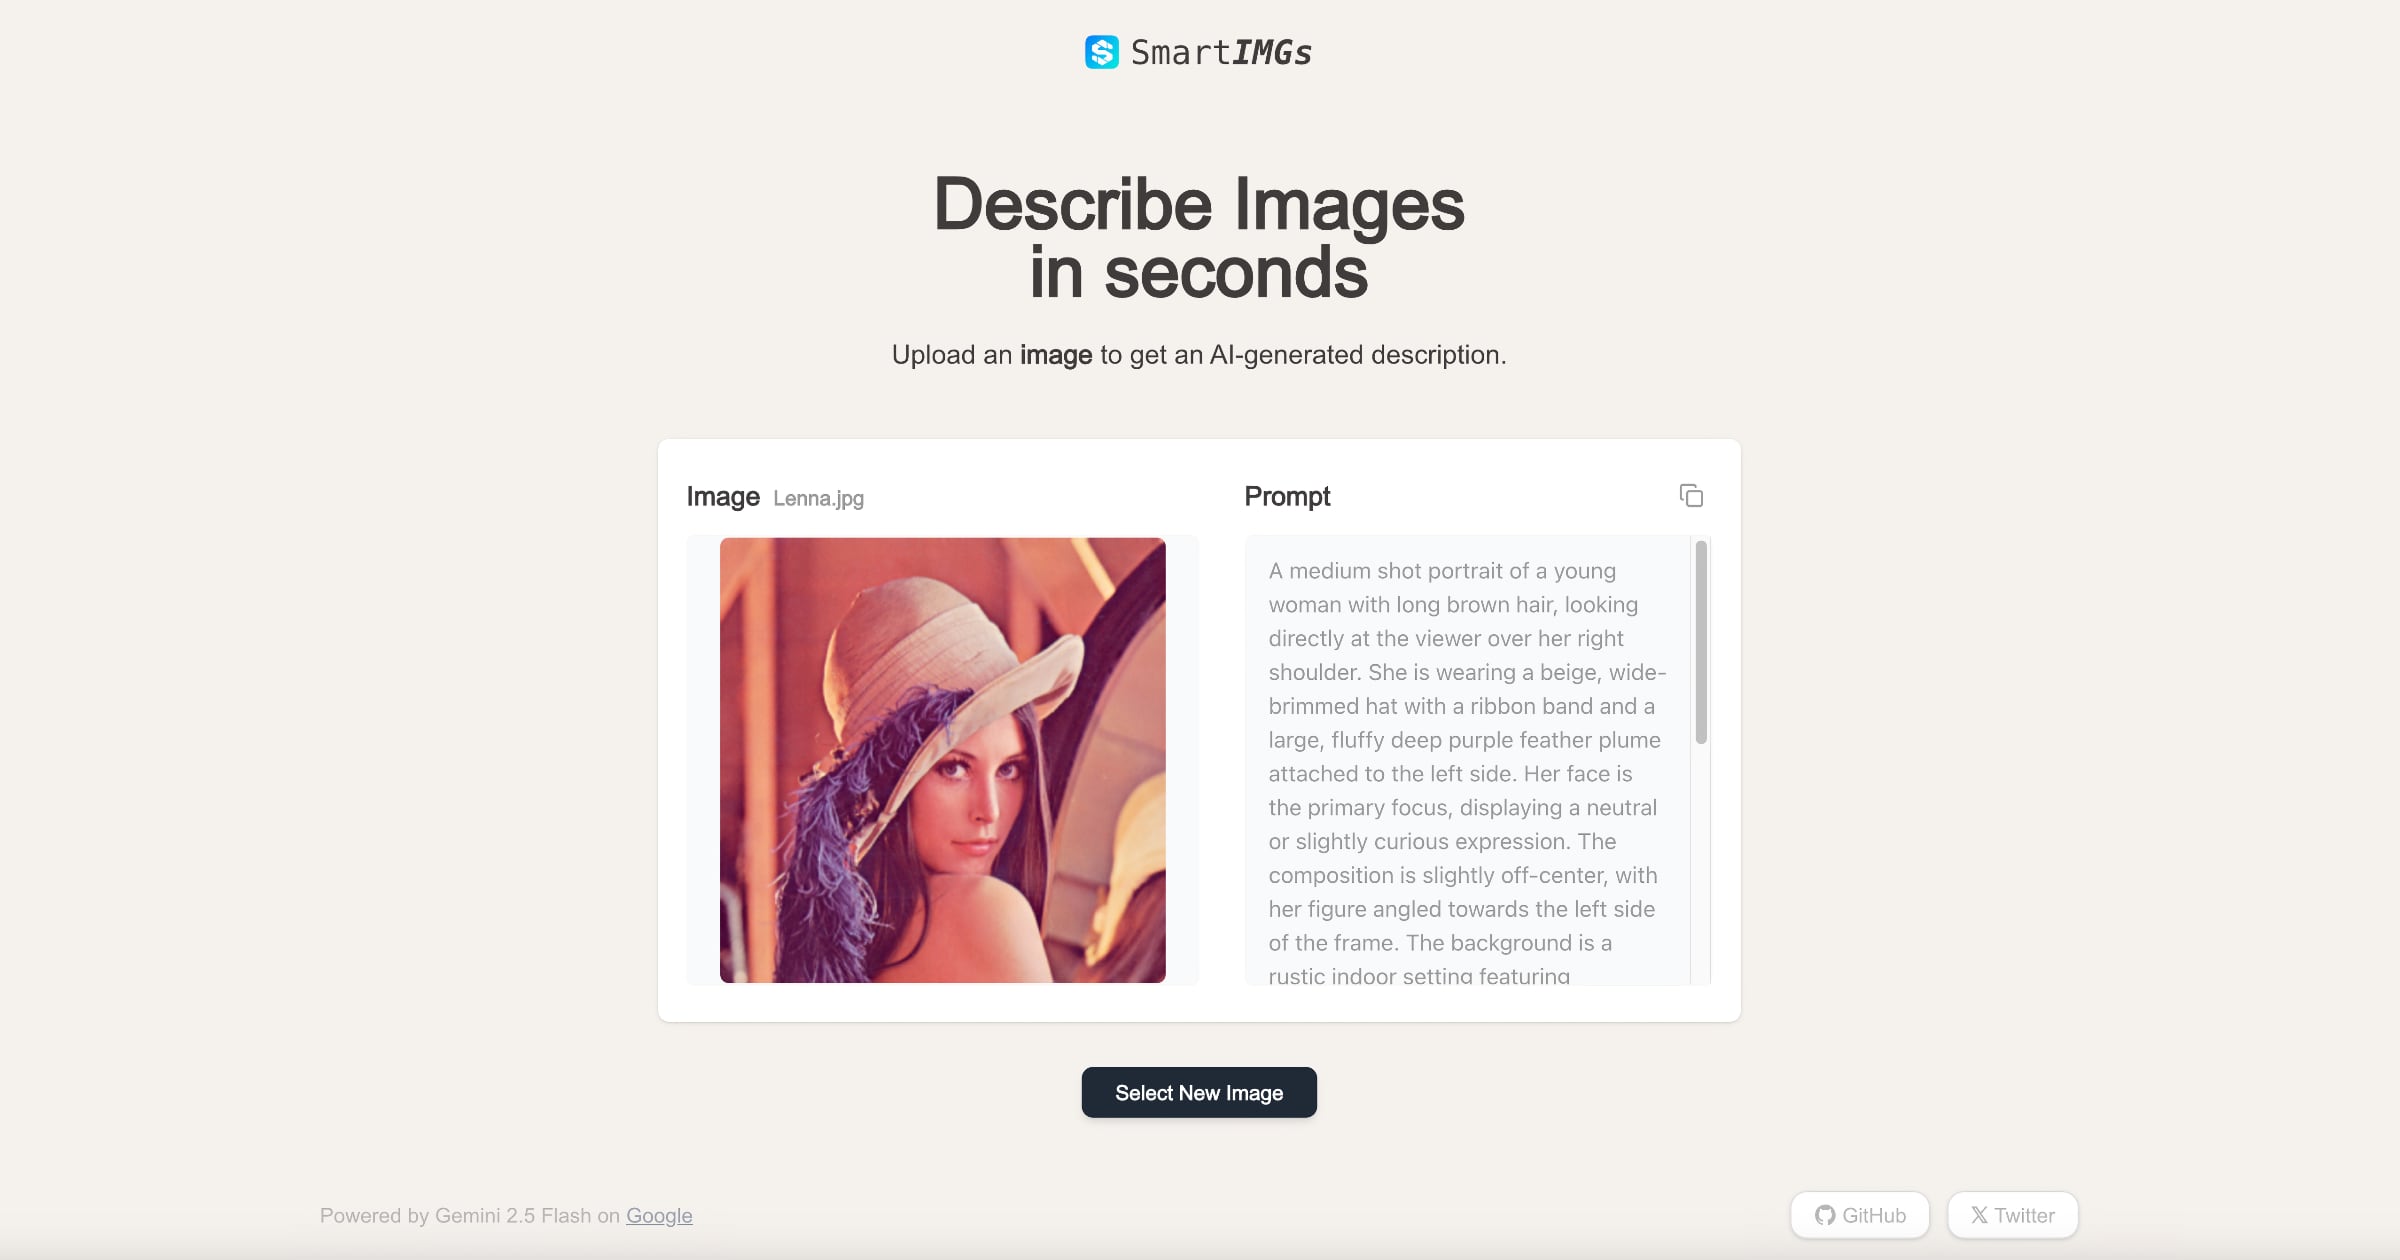 SmartIMGs
Describe Images
in seconds
Upload an image to get an AI-generated description.
Image Lenna.jpg
Prompt
A medium shot portrait of a young
woman with long brown hair, looking
directly at the viewer over her right
shoulder. She is wearing a beige, wide-
brimmed hat with a ribbon band and a
large, fluffy deep purple feather plume
attached to the left side. Her face is
the primary focus, displaying a neutral
or slightly curious expression. The
composition is slightly off-center, with
her figure angled towards the left side
of the frame. The background is a
rustic indoor setting featuring
Select New Image
Powered by Gemini 2.5 Flash on Google
GitHub
𝕏 Twitter